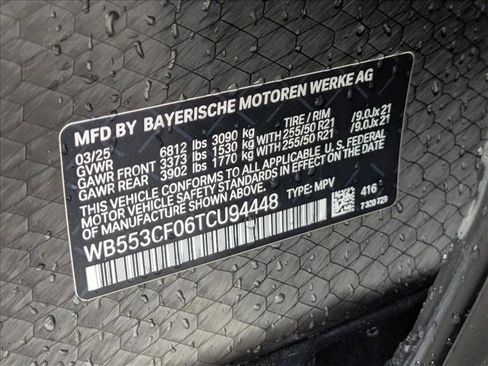 MFD BY BAYERISCHE MOTOREN WERKE AG
03/25 TIRE / RIM
GVWR 6812 lbs 3090 kg
GAWR FRONT 3373 lbs 1530 kg WITH 255/50 R21 /9.0Jx21
GAWR REAR 3902 lbs 1770 kg WITH 255/50 R21 /9.0Jx21
THIS VEHICLE CONFORMS TO ALL APPLICABLE U.S. FEDERAL
MOTOR VEHICLE SAFETY STANDARDS IN EFFECT ON THE DATE
OF MANUFACTURE SHOWN ABOVE.
WB553CF06TCU94448 TYPE: MPV 416